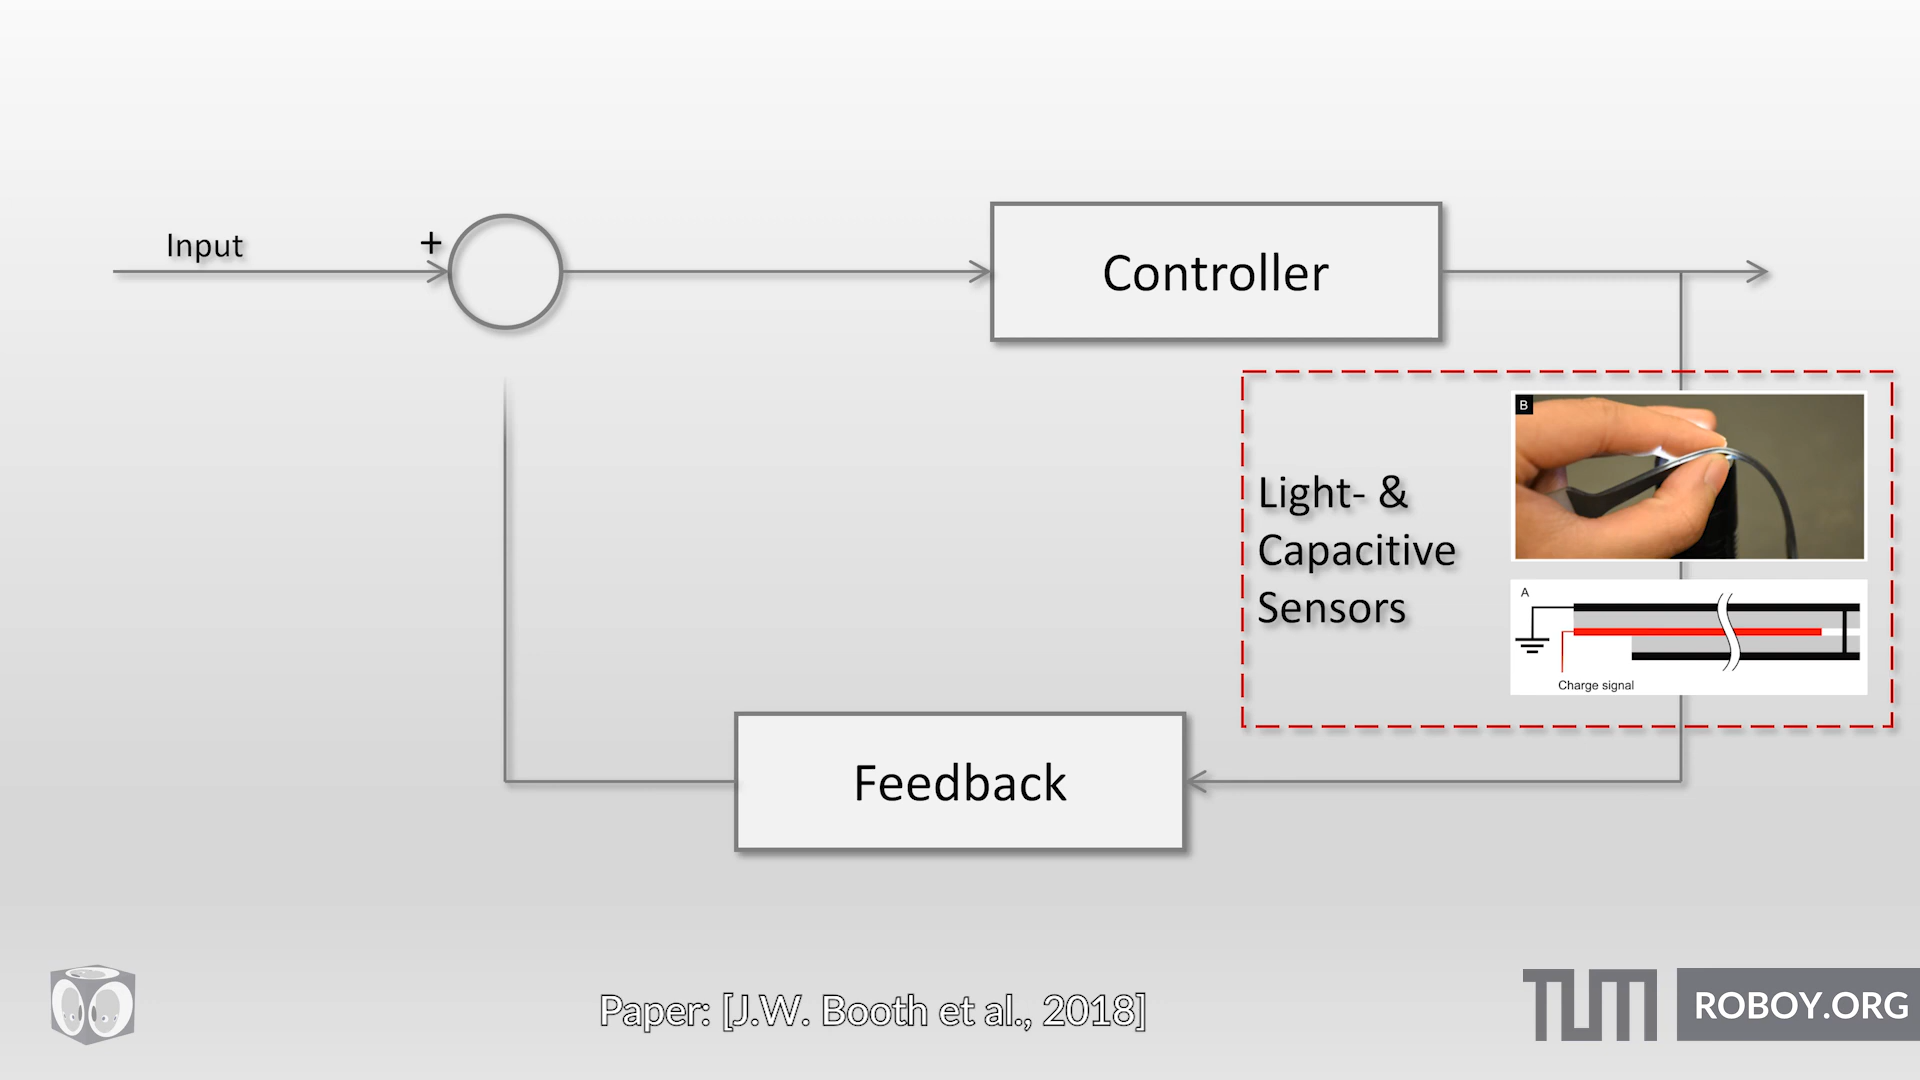 Input
+
Controller
B
Light- &
Capacitive
Sensors
A
Charge signal
Feedback
Paper: [J.W. Booth et al., 2018]
TUM
ROBOY.ORG